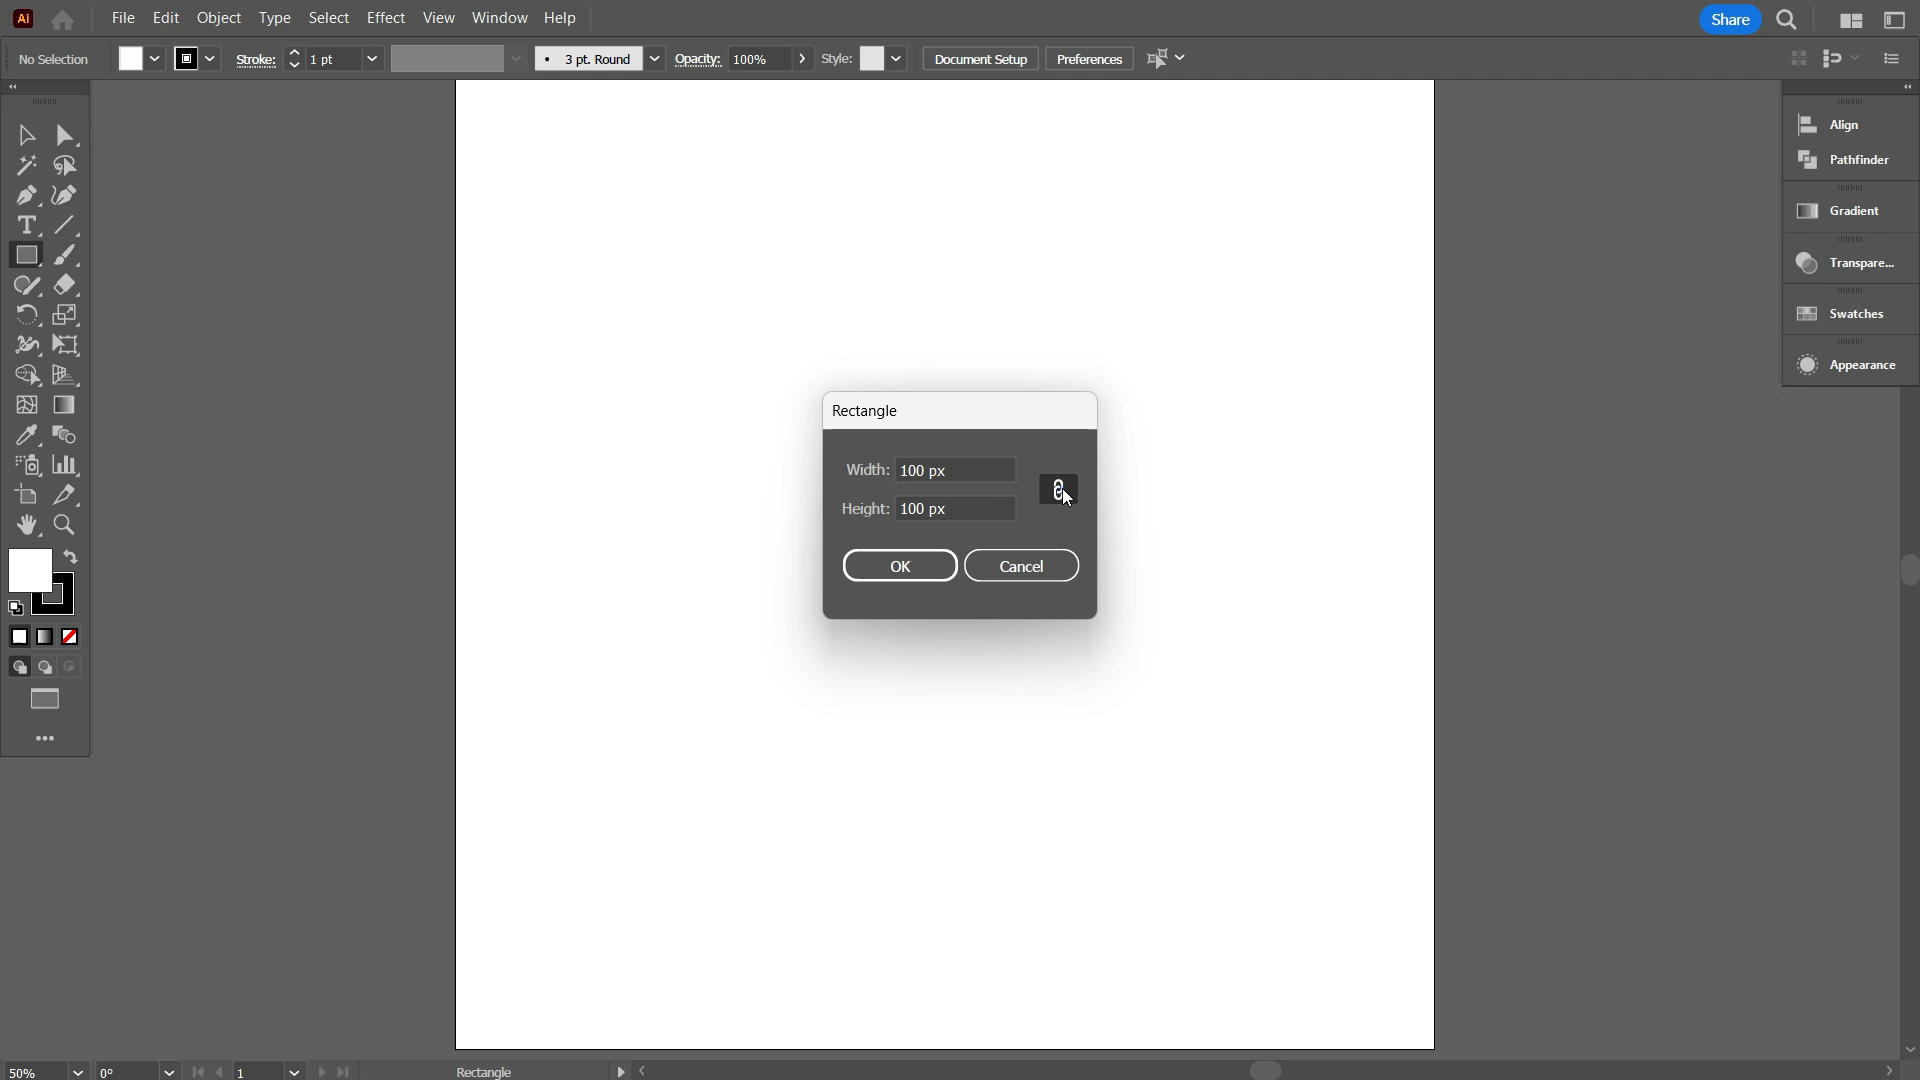 Ai File Edit Object Type Select Effect View Window Help Share
No Selection Stroke: 1 pt 3 pt. Round Opacity: 100% Style: Document Setup Preferences
Align
Pathfinder
Gradient
Transpare...
Swatches
Appearance
Rectangle
Width: 100 px
Height: 100 px
OK Cancel
50% 0° 1 Rectangle